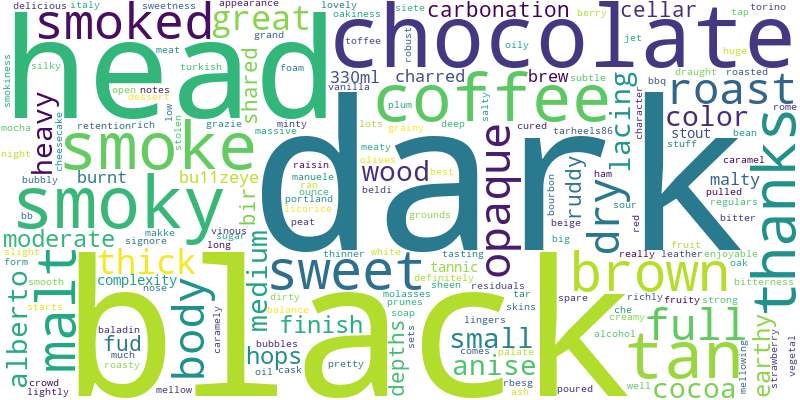 delicious
italy
sweetness
appearance
lovely
siete
carbonation
berry
cellar
tap
torino
smoked
great
oakiness
toffee
robust
chocolate
head
meat
grand
oily
jet
huge
smokiness
silky
turkish
foam
330ml
charred
brew
subtle
bbq
draught
roasted
open
notes
shared
vanilla
coffee
salty
lacing
roast
dessert
minty
plum
character
rome
mocha
retention
rich
low
stolen
grazie
massive
lots
grainy
deep
cured
tarheels86
color
stout
bean
heavy
cheesecake
night
smoke
meaty
opaque
stuff
caramel
bubbly
burnt
bu11zeye
raisin
olives
wood
dark
ham
malty
pulled
thanks
bb
manuele
ran
best
ruddy
dry
regulars
smoky
bir
ounce
beldi
bourbon
sour
red
bitter
portland
licorice
grounds
beige
moderate
makke
vinous
sugar
peat
big
fruit
signore
long
thinner
white
tasting
really
leather
enjoyable
slight
form
malt
thick
medium
definitely
tannic
oak
alberto
complexity
sweet
sheen
residuals
brown
bitterness
smooth
nose
dirty
molasses
tar
spare
richly
fruity
strong
starts
body
balance
prunes
skins
che
creamy
black
baladin
caramely
finish
soap
lingers
small
full
earthy
strawberry
fud
bubbles
depths
sets
alcohol
much
hops
comes
palate
tan
mellowing
roasty
pretty
anise
well
vegetal
crowd
oil
cask
rbesg
poured
cocoa
lightly
mellow
ash